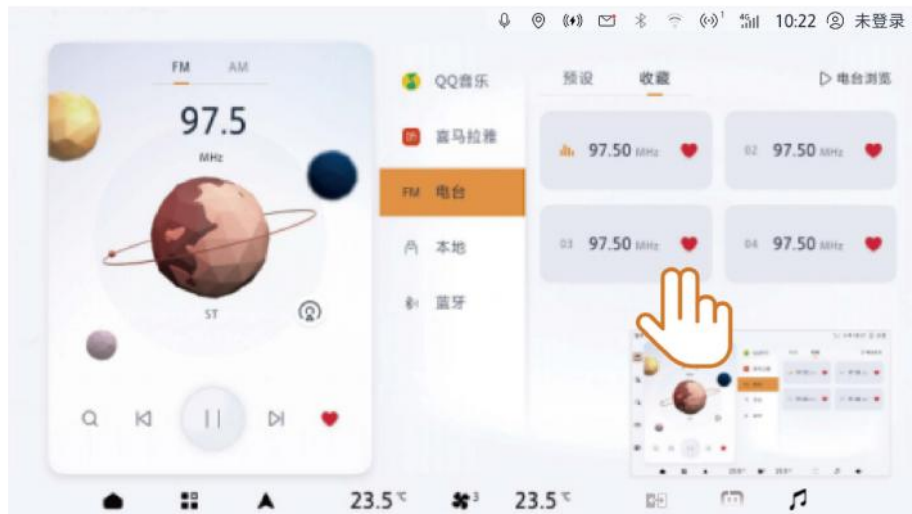 4G 10:22 未登录
FM AM
97.5
MHz
ST
QQ音乐
喜马拉雅
FM 电台
本地
蓝牙
预设 收藏 电台浏览
97.50 MHz
02 97.50 MHz
03 97.50 MHz
04 97.50 MHz
23.5℃ 3 23.5℃